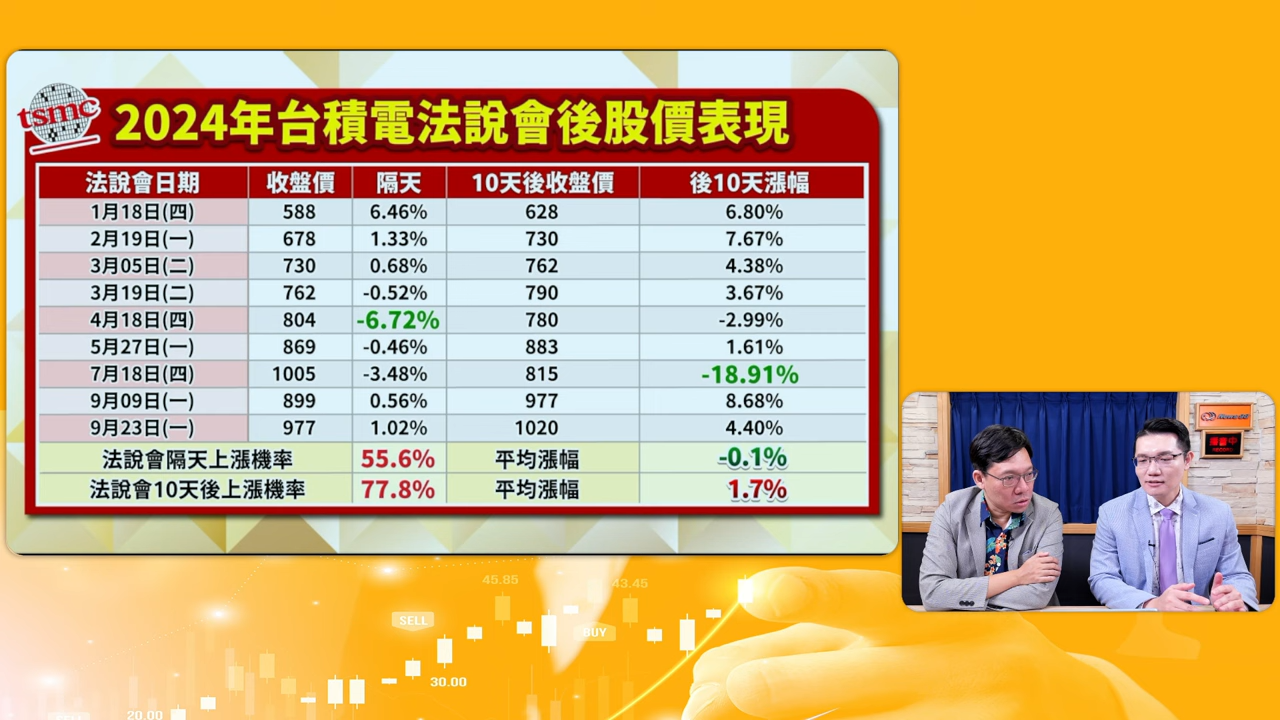 tsmc
2024年台積電法說會後股價表現
法說會日期 收盤價 隔天 10天後收盤價 後10天漲幅
1月18日(四) 588 6.46% 628 6.80%
2月19日(一) 678 1.33% 730 7.67%
3月05日(二) 730 0.68% 762 4.38%
3月19日(二) 762 -0.52% 790 3.67%
4月18日(四) 804 -6.72% 780 -2.99%
5月27日(一) 869 -0.46% 883 1.61%
7月18日(四) 1005 -3.48% 815 -18.91%
9月09日(一) 899 0.56% 977 8.68%
9月23日(一) 977 1.02% 1020 4.40%
法說會隔天上漲機率 55.6% 平均漲幅 -0.1%
法說會10天後上漲機率 77.8% 平均漲幅 1.7%
45.85
43.45
SELL
BUY
30.00
20.00
SELL